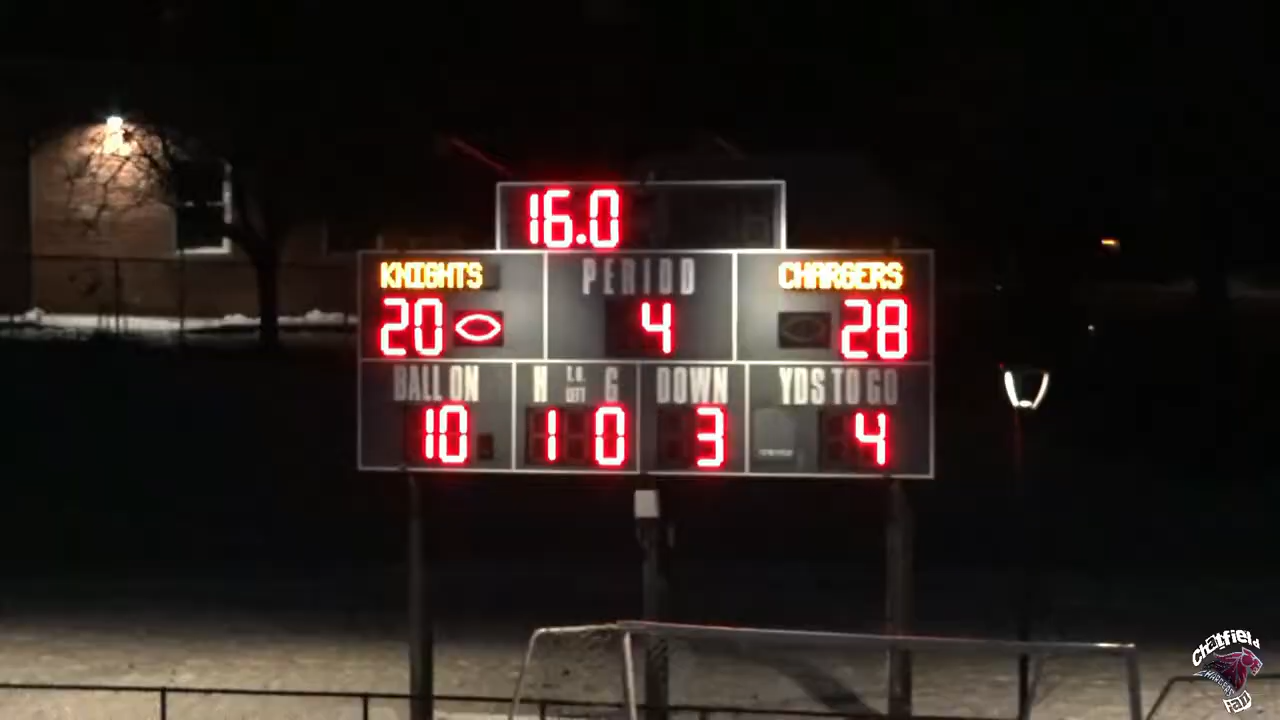 16.0
KNIGHTS PERIOD CHARGERS
20 4 28
BALL ON H T.O. LEFT G DOWN YDS TO GO
10 1 0 3 4
Chatfield